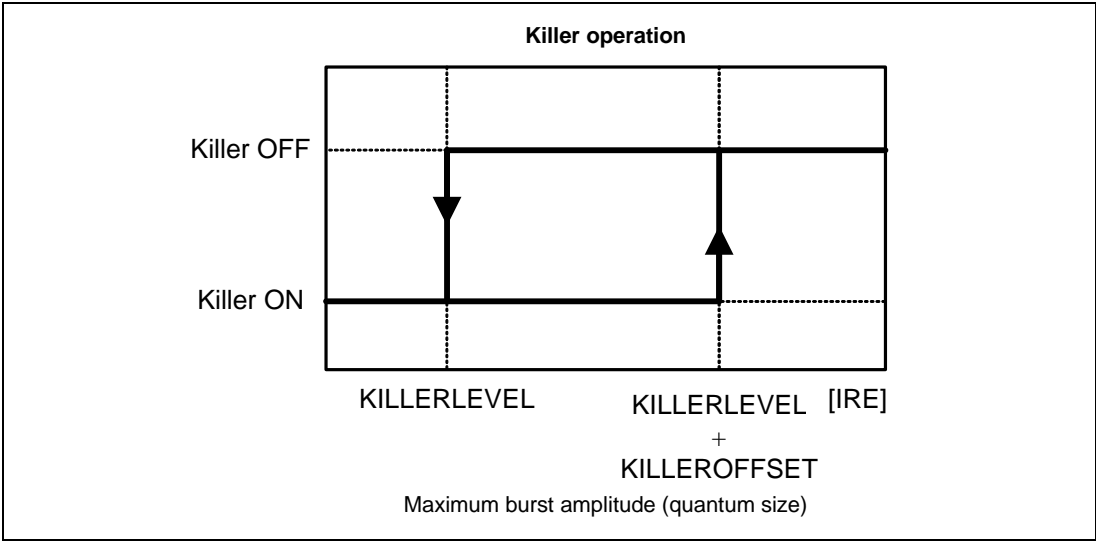 Killer operation
Killer OFF
Killer ON
KILLERLEVEL
KILLERLEVEL
+
KILLEROFFSET
[IRE]
Maximum burst amplitude (quantum size)